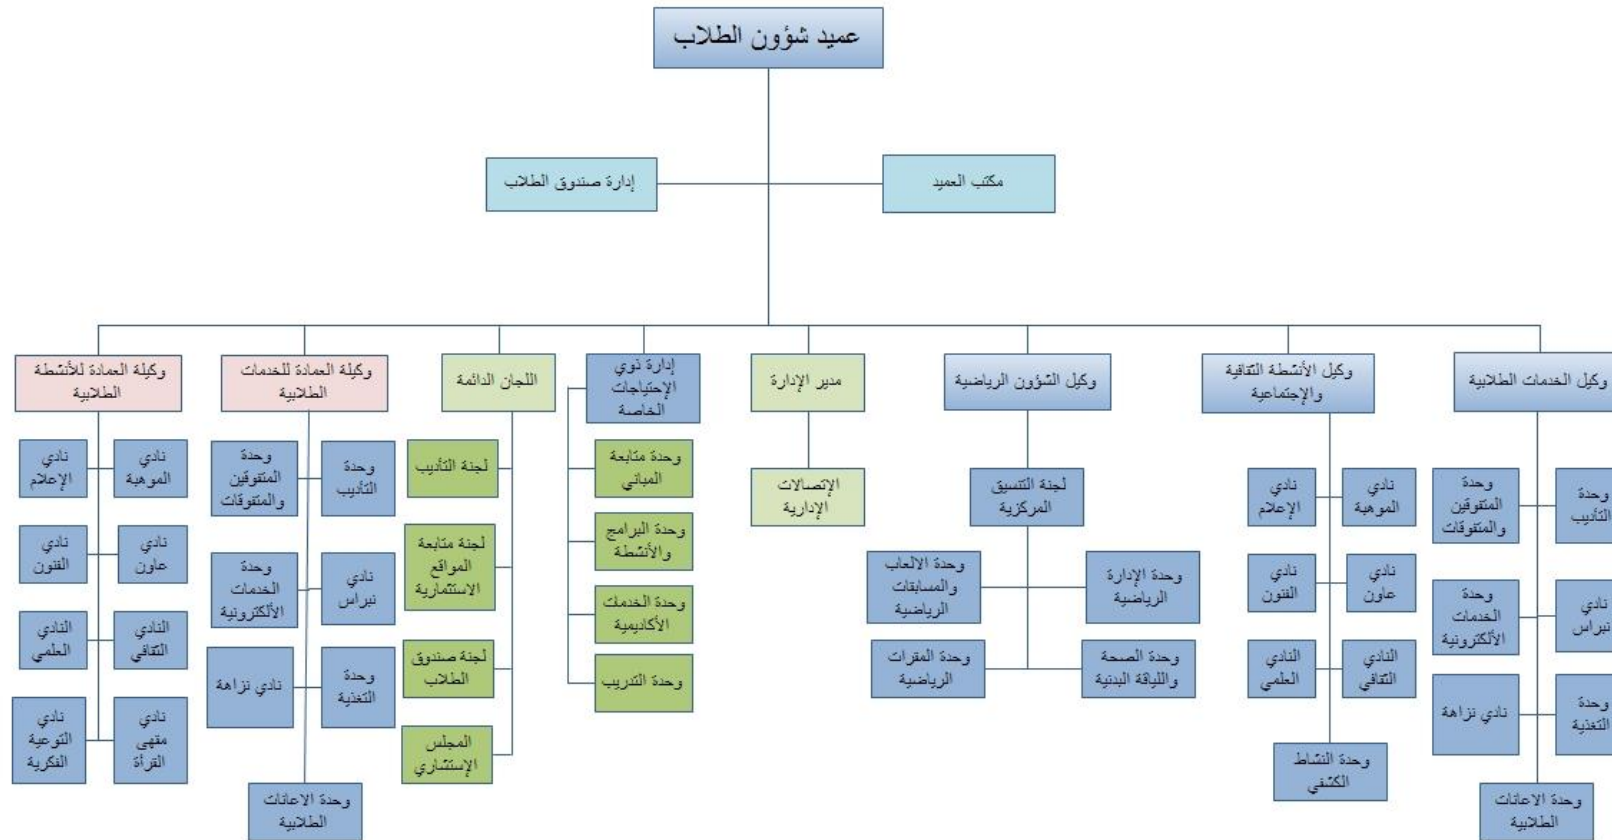 عميد شؤون الطلاب
مكتب العميد
إدارة صندوق الطلاب
وكيل الخدمات الطلابية
وحدة
التأديب
وحدة
المتفوقين
والمتفوقات
نادي
نبراس
وحدة
الخدمات
الألكترونية
وحدة
التغذية
نادي نزاهة
وحدة الاعانات
الطلابية
وكيل الأنشطة الثقافية
والإجتماعية
نادي
الموهبة
نادي
الإعلام
نادي
عاون
نادي
الفنون
النادي
الثقافي
النادي
العلمي
وحدة النشاط
الكشفي
وكيل الشؤون الرياضية
لجنة التنسيق
المركزية
وحدة الإدارة
الرياضية
وحدة الالعاب
والمسابقات
الرياضية
وحدة الصحة
واللياقة البدنية
وحدة المقرات
الرياضية
مدير الإدارة
الإتصالات
الإدارية
إدارة ذوي
الإحتياجات
الخاصة
وحدة متابعة
المباني
وحدة البرامج
والأنشطة
وحدة الخدمات
الأكاديمية
وحدة التدريب
اللجان الدائمة
لجنة التأديب
لجنة متابعة
المواقع
الاستثمارية
لجنة صندوق
الطلاب
المجلس
الإستشاري
وكيلة العمادة للخدمات
الطلابية
وحدة
التأديب
وحدة
المتفوقين
والمتفوقات
نادي
نبراس
وحدة
الخدمات
الألكترونية
وحدة
التغذية
نادي نزاهة
وحدة الاعانات
الطلابية
وكيلة العمادة للأنشطة
الطلابية
نادي
الموهبة
نادي
الإعلام
نادي
عاون
نادي
الفنون
النادي
الثقافي
النادي
العلمي
نادي
مقهى
القرأة
نادي
التوعية
الفكرية